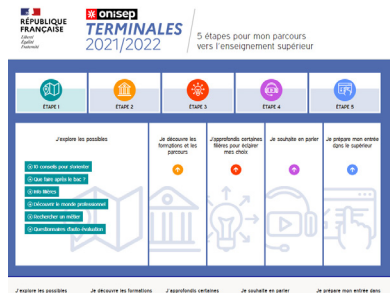 RÉPUBLIQUE
FRANÇAISE
Liberté
Égalité
Fraternité
onisep
TERMINALES
2021/2022
5 étapes pour mon parcours
vers l'enseignement supérieur
ÉTAPE 1
ÉTAPE 2
ÉTAPE 3
ÉTAPE 4
ÉTAPE 5
J'explore les possibles
10 conseils pour s'orienter
Que faire après le bac ?
Info filières
Découvrir le monde professionnel
Rechercher un métier
Questionnaires d'auto-évaluation
Je découvre les
formations et les
parcours
J'approfondis certaines
filières pour éclairer
mes choix
Je souhaite en parler
Je prépare mon entrée
dans le supérieur
J'explore les possibles
Je découvre les formations
J'approfondis certaines
Je souhaite en parler
Je prépare mon entrée dans